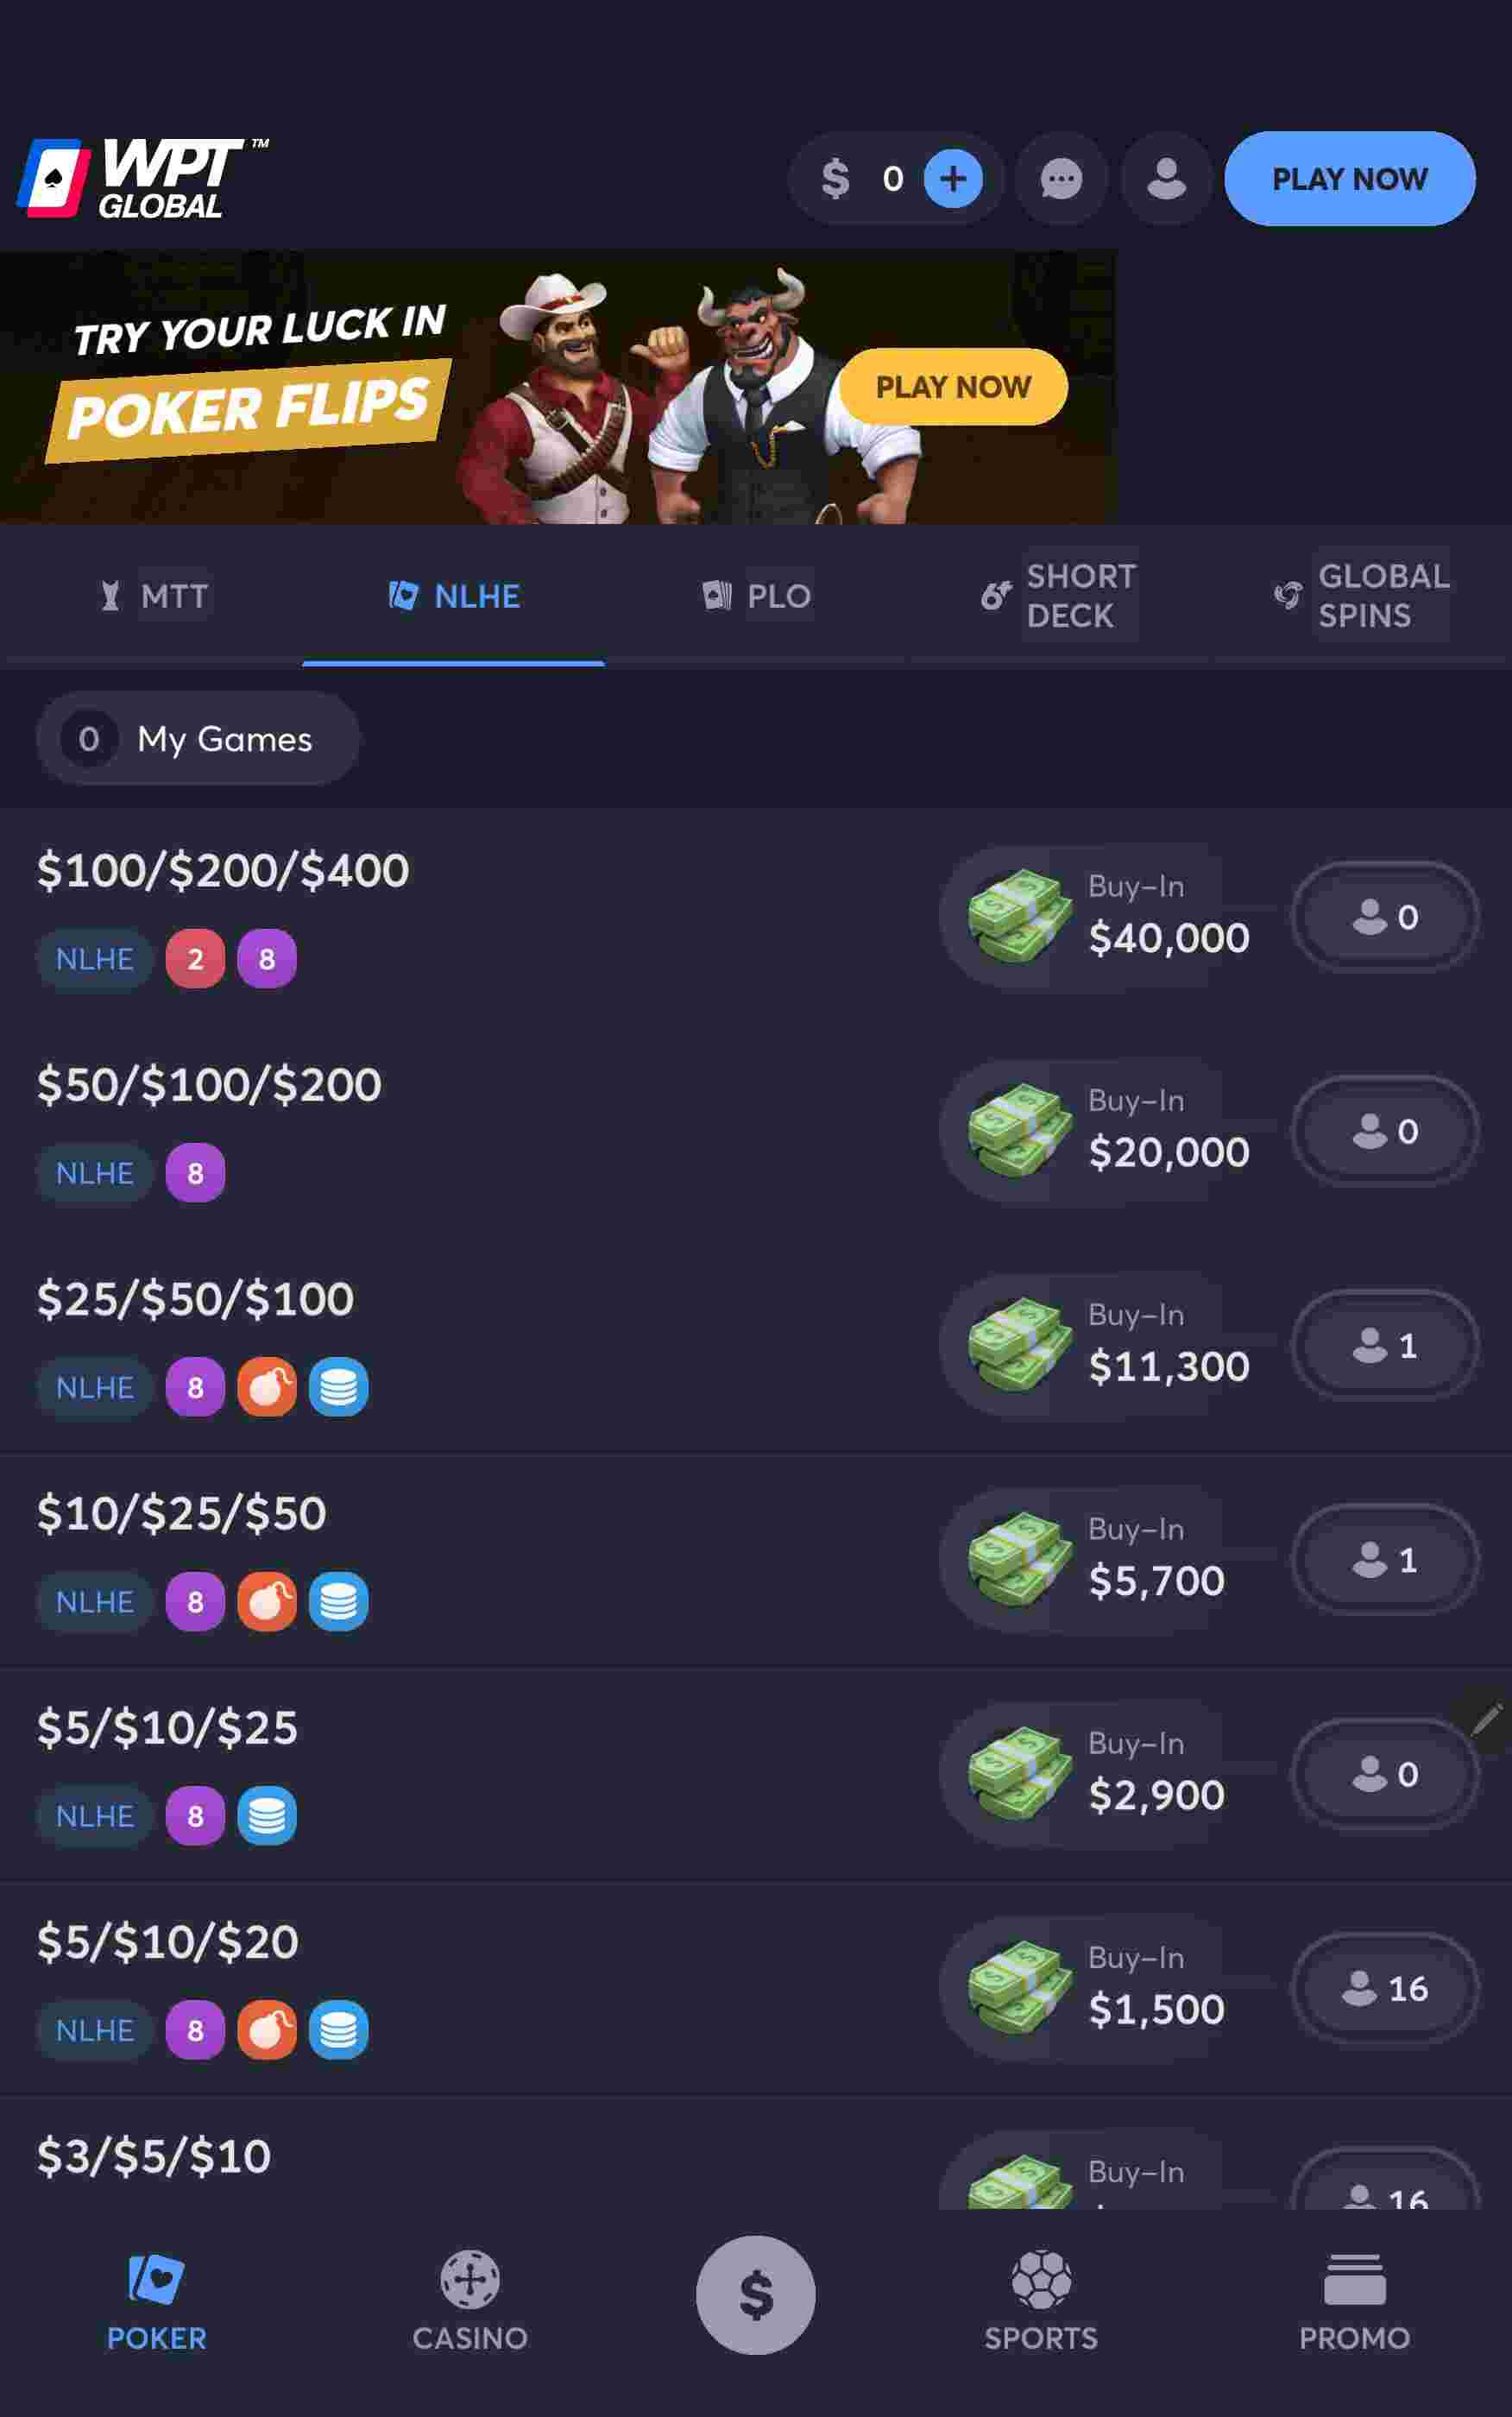 WPT™
GLOBAL
$ 0 +
PLAY NOW
TRY YOUR LUCK IN
POKER FLIPS
PLAY NOW
MTT
NLHE
PLO
6+ SHORT
DECK
GLOBAL
SPINS
0 My Games
$100/$200/$400
NLHE 2 8
Buy-In
$40,000
0
$50/$100/$200
NLHE 8
Buy-In
$20,000
0
$25/$50/$100
NLHE 8
Buy-In
$11,300
1
$10/$25/$50
NLHE 8
Buy-In
$5,700
1
$5/$10/$25
NLHE 8
Buy-In
$2,900
0
$5/$10/$20
NLHE 8
Buy-In
$1,500
16
$3/$5/$10
Buy-In
16
POKER
CASINO
$
SPORTS
PROMO